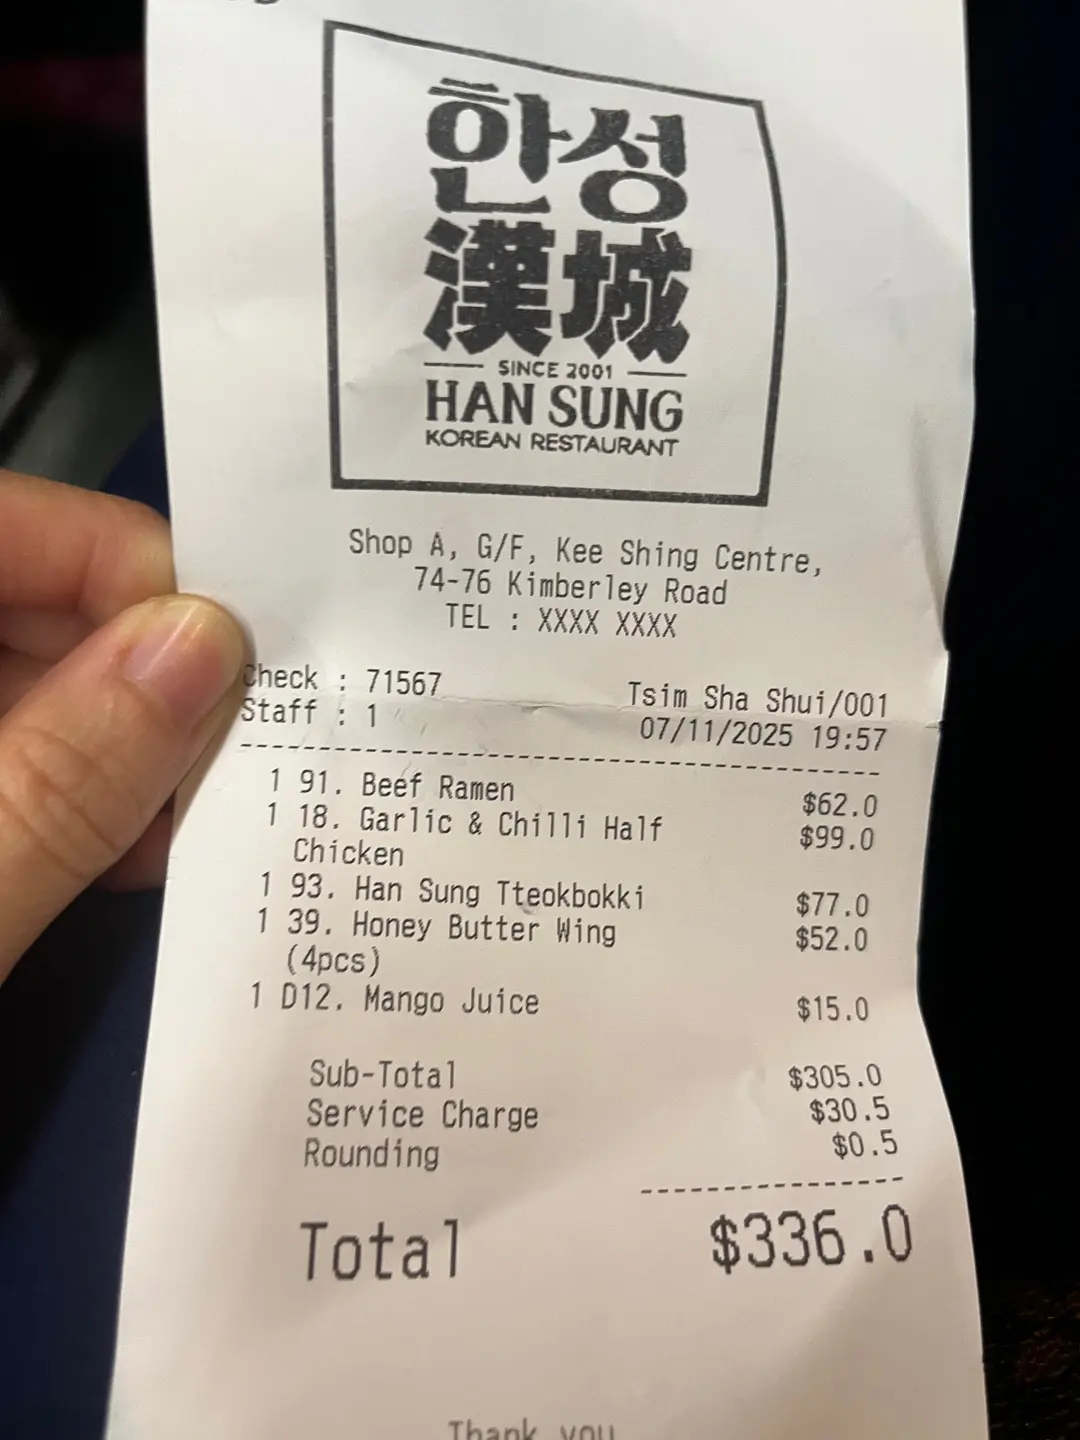 한성
漢城
SINCE 2001
HAN SUNG
KOREAN RESTAURANT
Shop A, G/F, Kee Shing Centre,
74-76 Kimberley Road
TEL : XXXX XXXX
Check : 71567 Tsim Sha Shui/001
Staff : 1 07/11/2025 19:57
1 91. Beef Ramen $62.0
1 18. Garlic & Chilli Half $99.0
Chicken
1 93. Han Sung Tteokbokki $77.0
1 39. Honey Butter Wing $52.0
(4pcs)
1 D12. Mango Juice $15.0
Sub-Total $305.0
Service Charge $30.5
Rounding $0.5
Total $336.0
Thank you